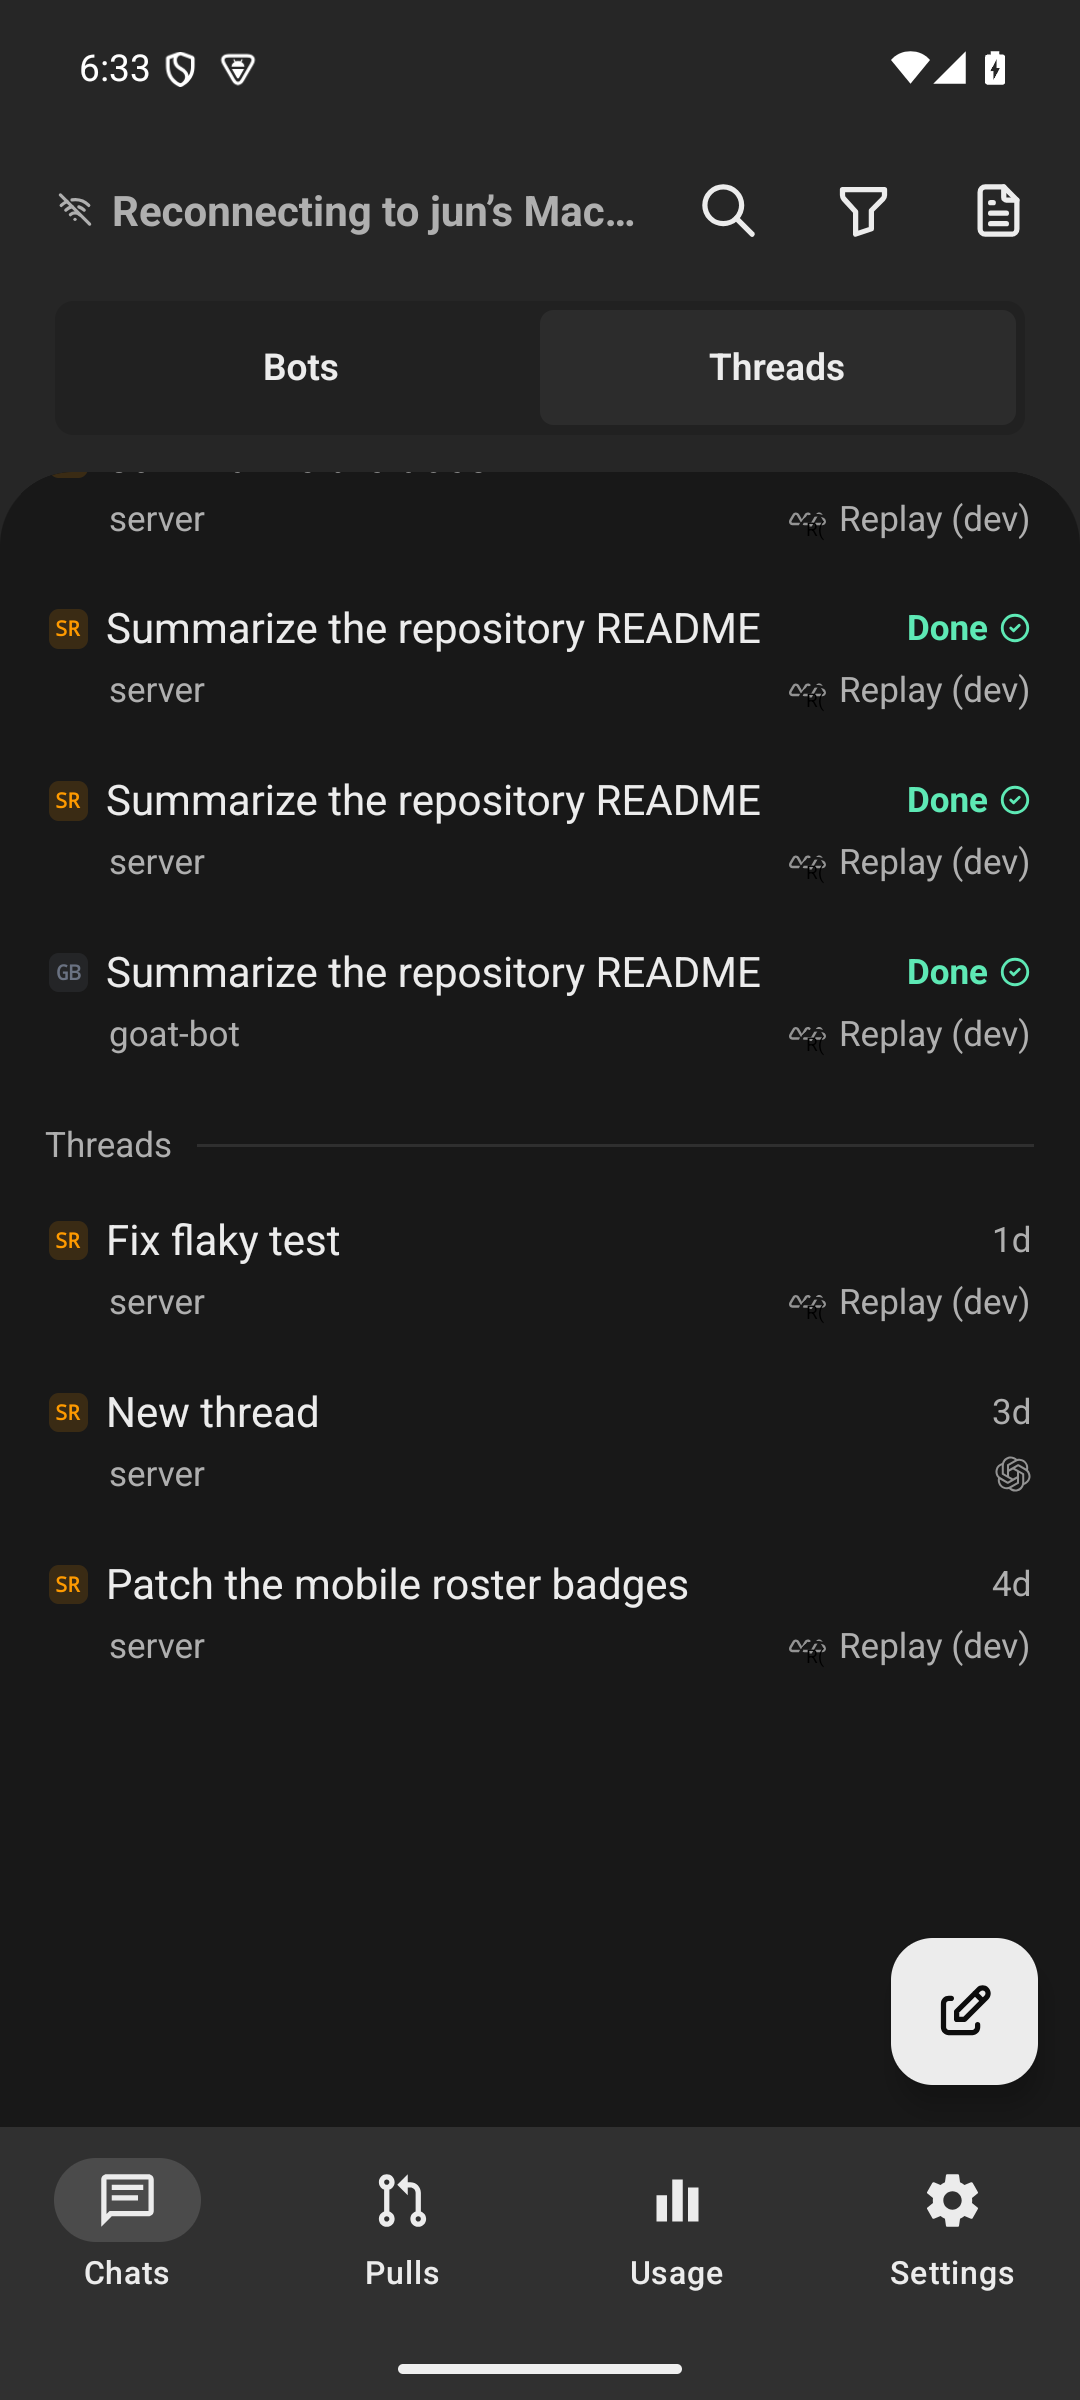 6:33
Reconnecting to jun’s Mac…
Bots
Threads
server
Replay (dev)
SR Summarize the repository README Done
server R( Replay (dev)
SR Summarize the repository README Done
server R( Replay (dev)
GB Summarize the repository README Done
goat-bot R( Replay (dev)
Threads
SR Fix flaky test 1d
server R( Replay (dev)
SR New thread 3d
server
SR Patch the mobile roster badges 4d
server R( Replay (dev)
Chats Pulls Usage Settings